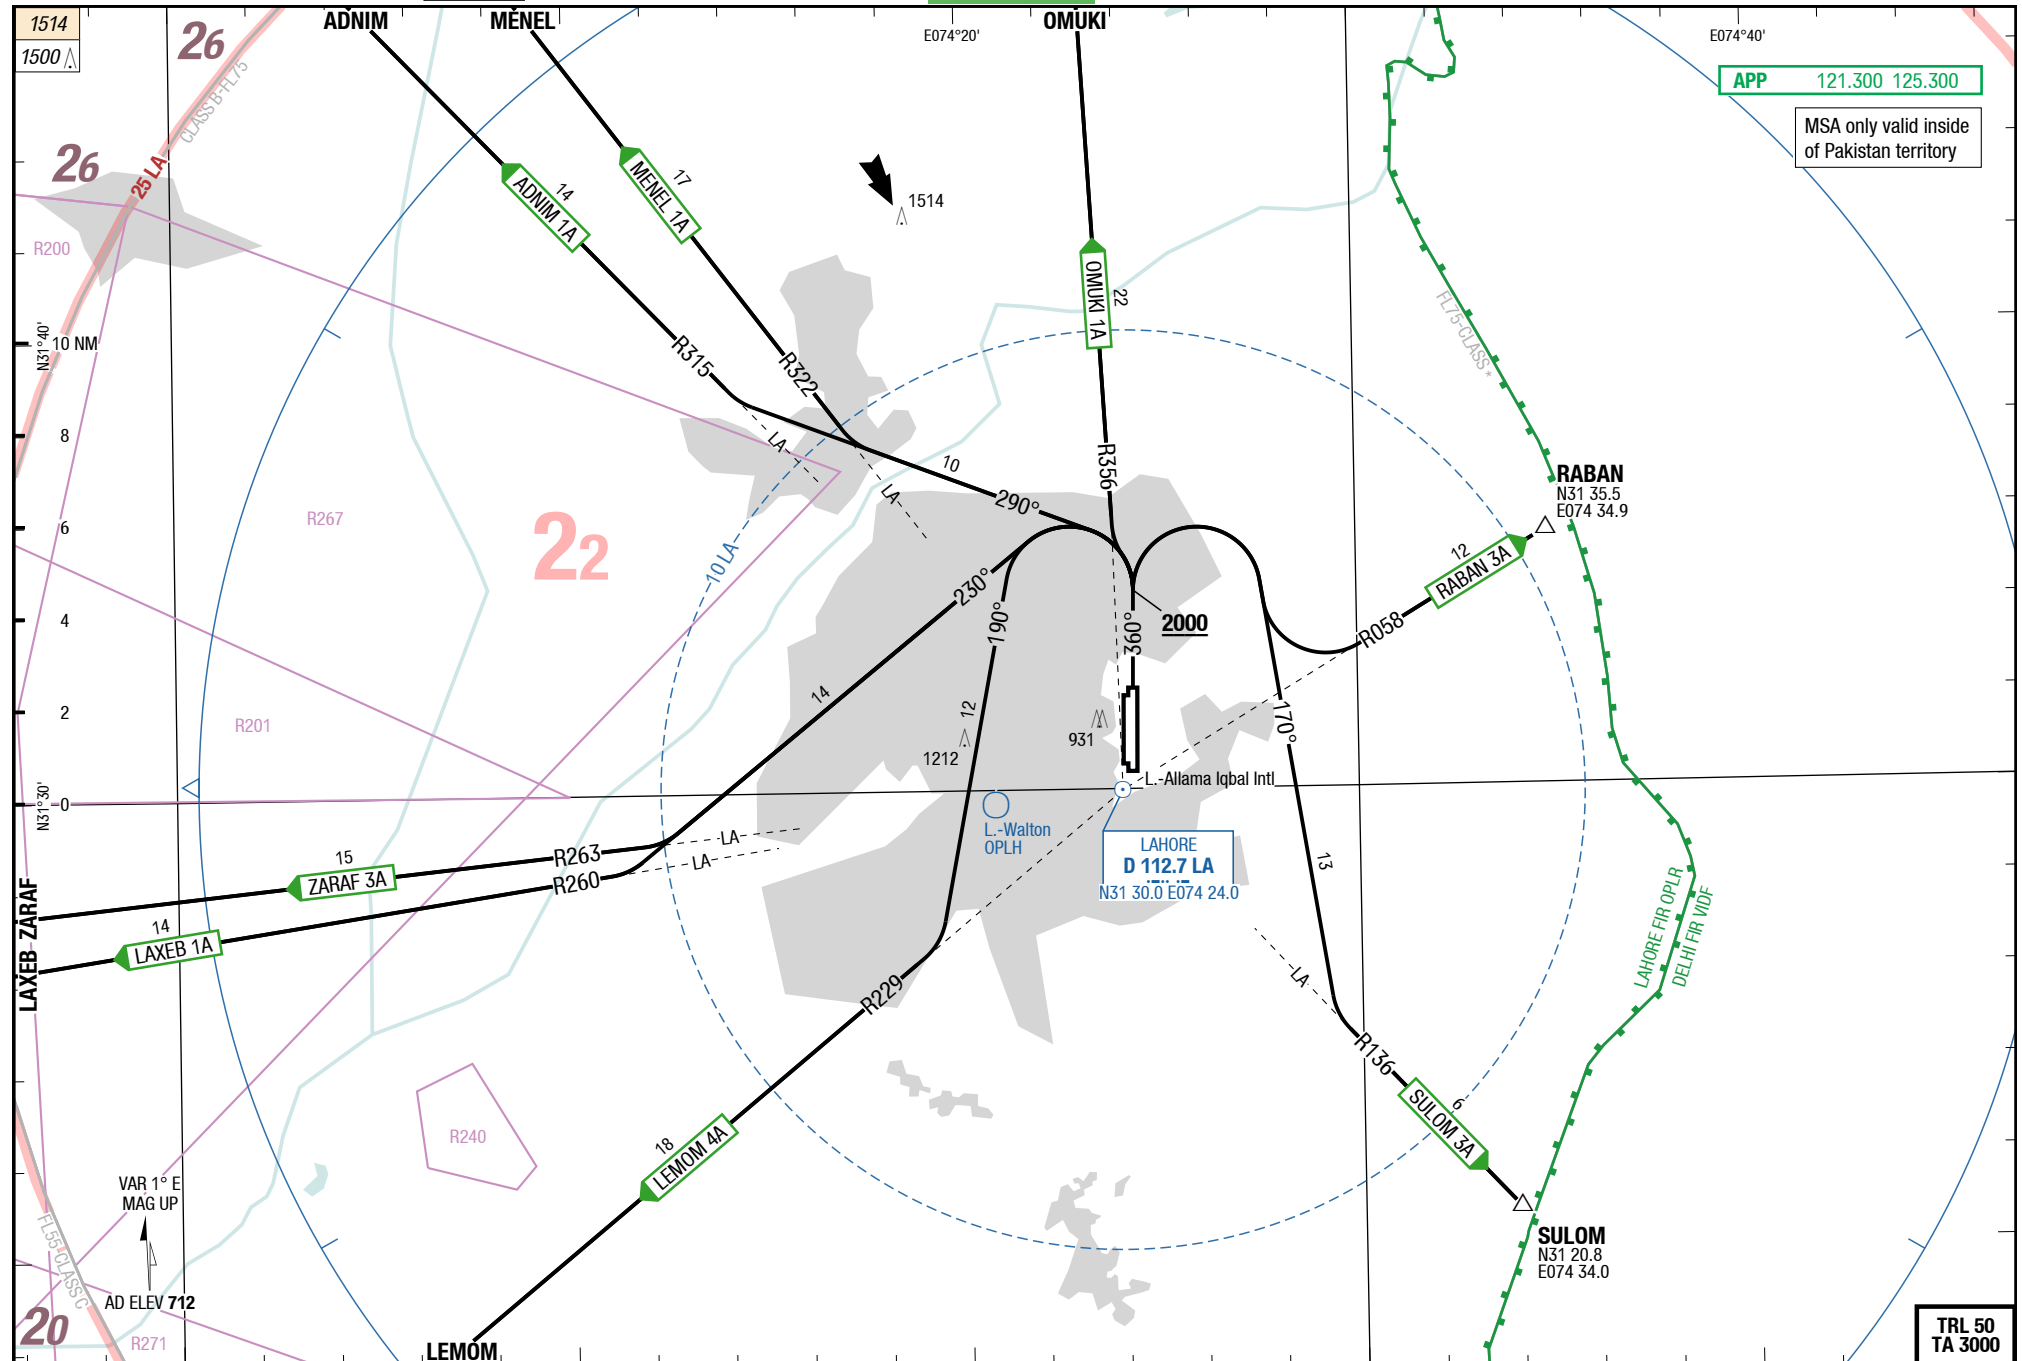 1514
1500
26
CLASS B-FL75
ADNIM
MENEL
OMUKI
E074°20'
E074°40'
APP 121.300 125.300
MSA only valid inside
of Pakistan territory
26
25 LA
R200
14
ADNIM 1A
17
MENEL 1A
1514
22
OMUKI 1A
FL75-CLASS *
N31°40'
10 NM
R315
R322
R356
8
LA
LA
10
290°
RABAN
N31 35.5
E074 34.9
6
R267
22
10 LA
12
RABAN 3A
4
230°
190°
360°
2000
R058
2
R201
14
12
1212
931
170°
N31°30'
0
L.-Allama Iqbal Intl
L.-Walton
OPLH
LAHORE
D 112.7 LA
N31 30.0 E074 24.0
13
15
ZARAF 3A
R263
LA
R260
LA
14
LAXEB 1A
LAXEB
ZARAF
R229
LA
LAHORE FIR OPLR
DELHI FIR VIDF
R136
6
SULOM 3A
R240
18
LEMOM 4A
VAR 1° E
MAG UP
FL55-CLASS C
SULOM
N31 20.8
E074 34.0
AD ELEV 712
20
R271
LEMOM
TRL 50
TA 3000